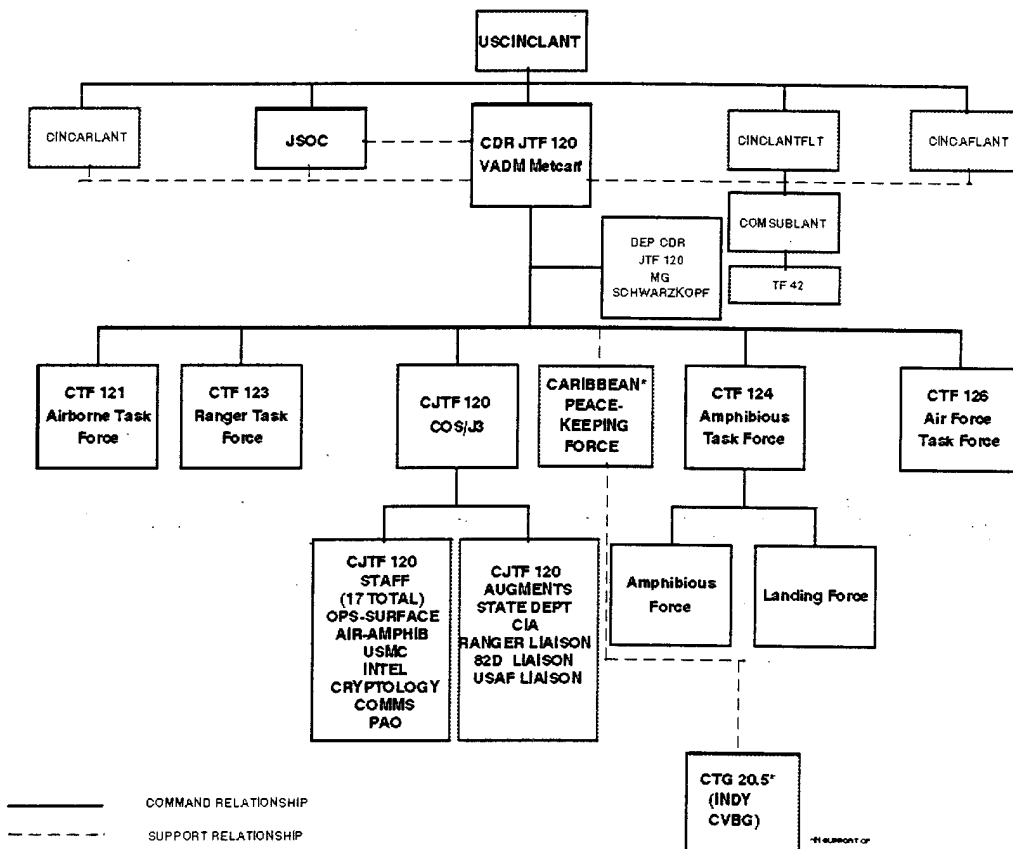 USCINCLANT
CINCARLANT
JSOC
CDR JTF 120
VADM Metcarf
CINCLANTFLT
CINCAFLANT
COMSUBLANT
TF 42
DEP CDR
JTF 120
MG
SCHWARZKOPF
CTF 121
Airborne Task
Force
CTF 123
Ranger Task
Force
CJTF 120
COS/J3
CARIBBEAN*
PEACE-
KEEPING
FORCE
CTF 124
Amphibious
Task Force
CTF 126
Air Force
Task Force
CJTF 120
STAFF
(17 TOTAL)
OPS-SURFACE
AIR-AMPHIB
USMC
INTEL
CRYPTOLOGY
COMMS
PAO
CJTF 120
AUGMENTS
STATE DEPT
CIA
RANGER LIAISON
82D LIAISON
USAF LIAISON
Amphibious
Force
Landing Force
CTG 20.5*
(INDY
CVBG)
*IN SUPPORT OF
COMMAND RELATIONSHIP
SUPPORT RELATIONSHIP